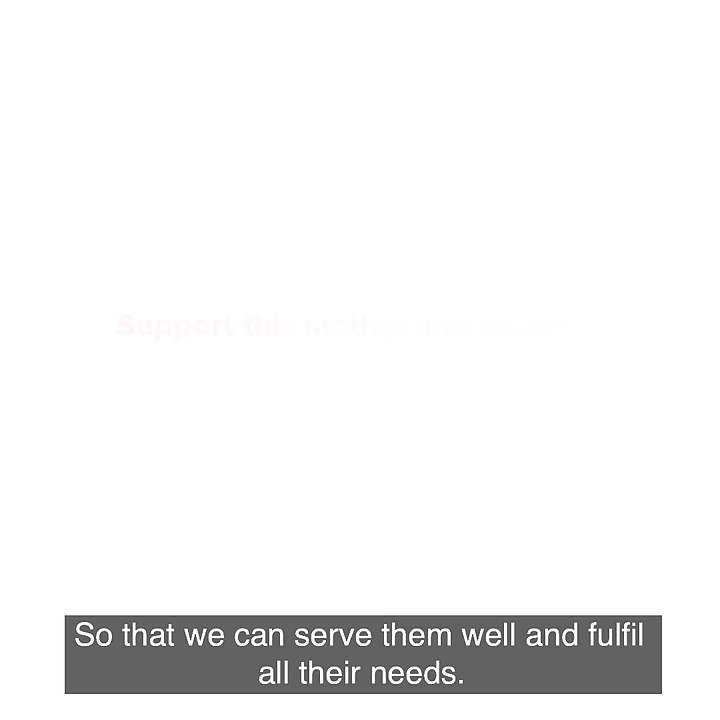 Support this mother
So that we can serve them well and fulfil
all their needs.